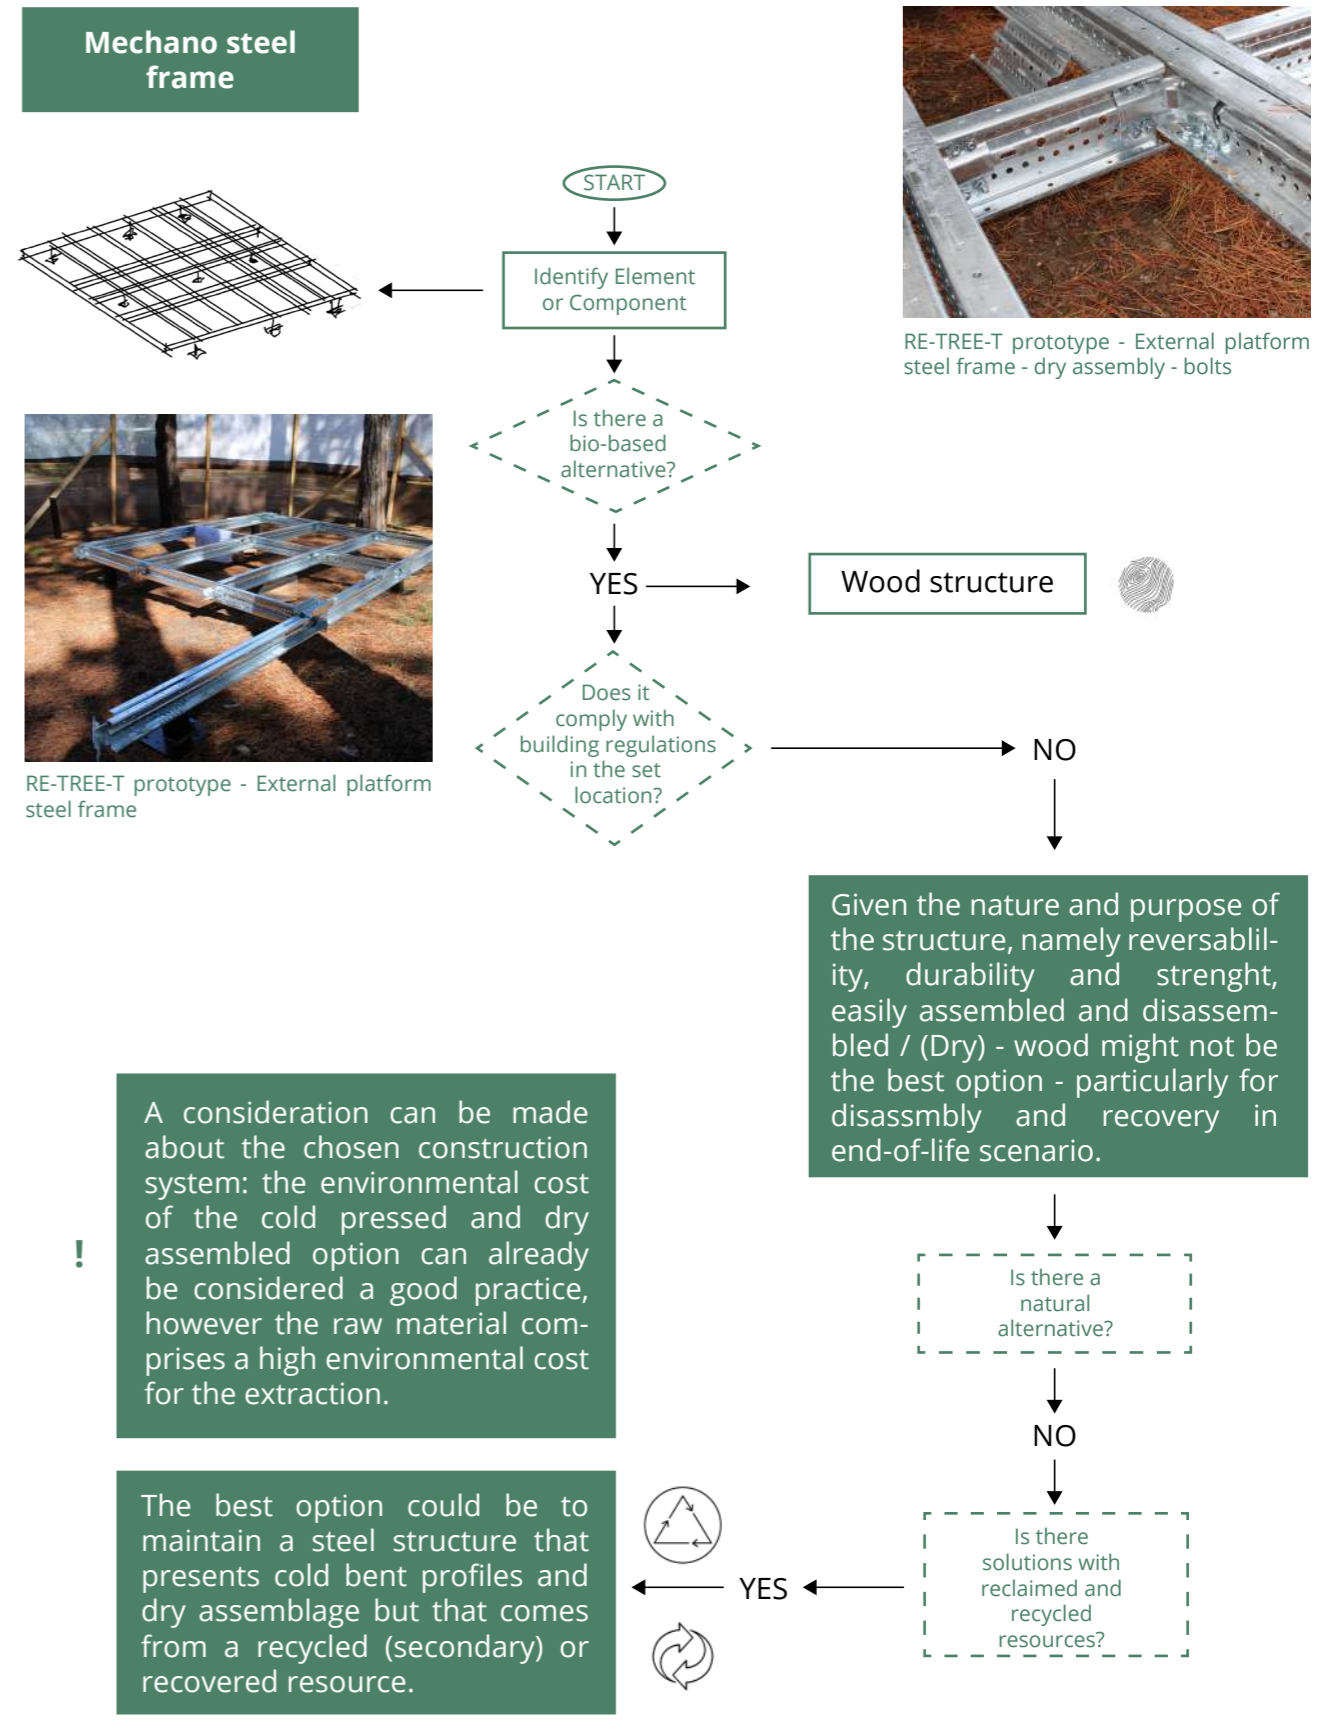 Mechano steel
frame
START
Identify Element
or Component
RE-TREE-T prototype - External platform
steel frame - dry assembly - bolts
Is there a
bio-based
alternative?
YES
Wood structure
Does it
comply with
building regulations
in the set
location?
NO
RE-TREE-T prototype - External platform
steel frame
Given the nature and purpose of
the structure, namely reversablil-
ity, durability and strenght,
easily assembled and disassem-
bled / (Dry) - wood might not be
the best option - particularly for
disassmbly and recovery in
end-of-life scenario.
Is there a
natural
alternative?
NO
Is there
solutions with
reclaimed and
recycled
resources?
YES
!
A consideration can be made
about the chosen construction
system: the environmental cost
of the cold pressed and dry
assembled option can already
be considered a good practice,
however the raw material com-
prises a high environmental cost
for the extraction.
The best option could be to
maintain a steel structure that
presents cold bent profiles and
dry assemblage but that comes
from a recycled (secondary) or
recovered resource.